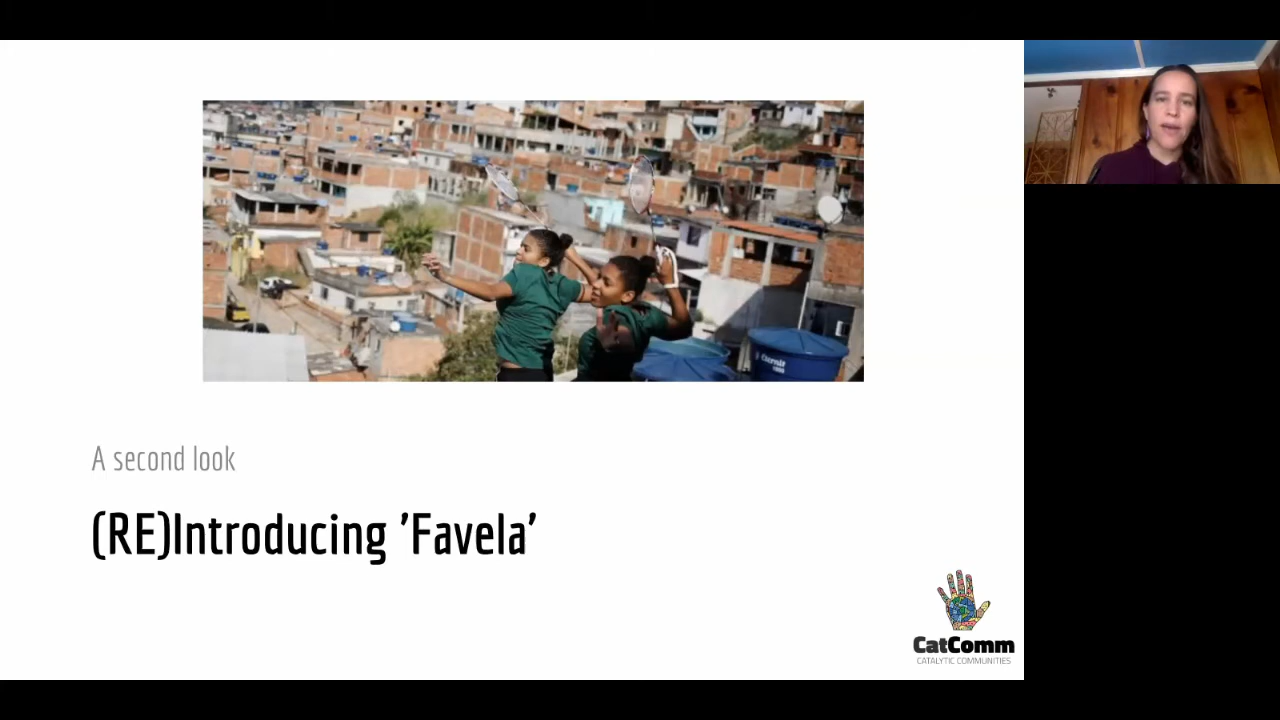 A second look
(RE)Introducing 'Favela'
CatComm
CATALYTIC COMMUNITIES